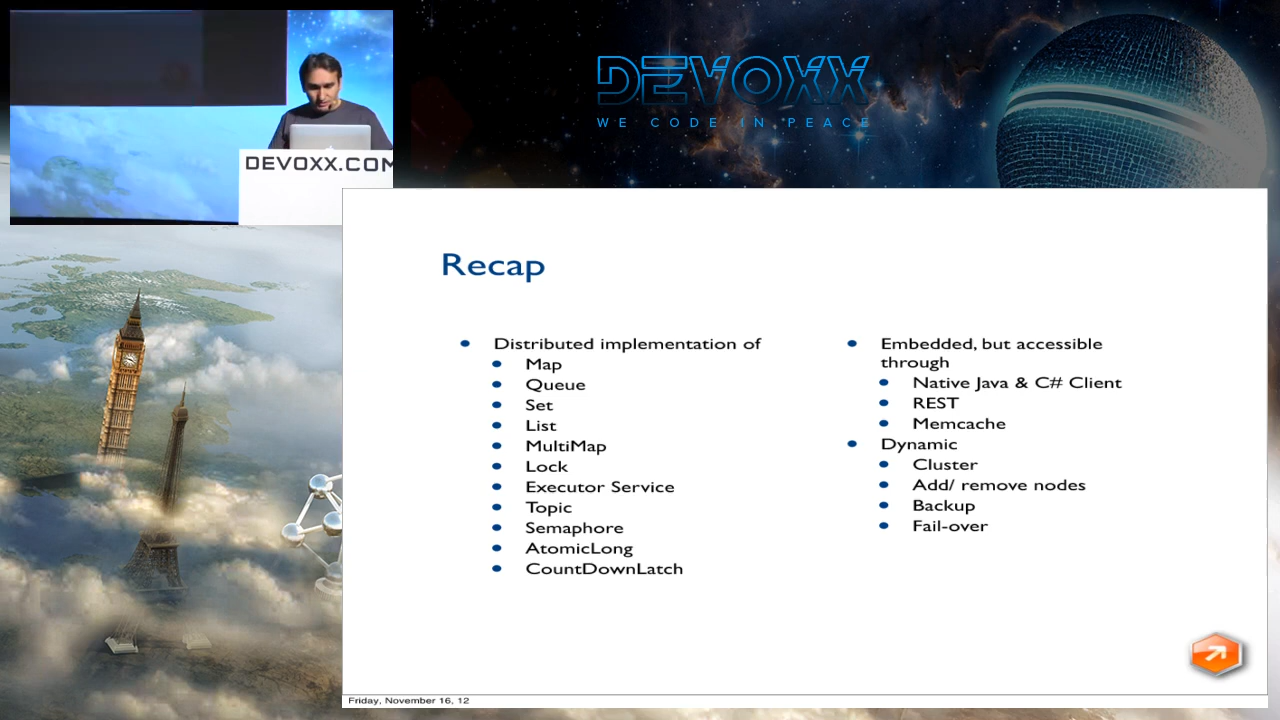 DEVOXX
WE CODE IN PEACE
DEVOXX.COM
Recap
Distributed implementation of
Map
Queue
Set
List
MultiMap
Lock
Executor Service
Topic
Semaphore
AtomicLong
CountDownLatch
Embedded, but accessible
through
Native Java & C# Client
REST
Memcache
Dynamic
Cluster
Add/ remove nodes
Backup
Fail-over
Friday, November 16, 12